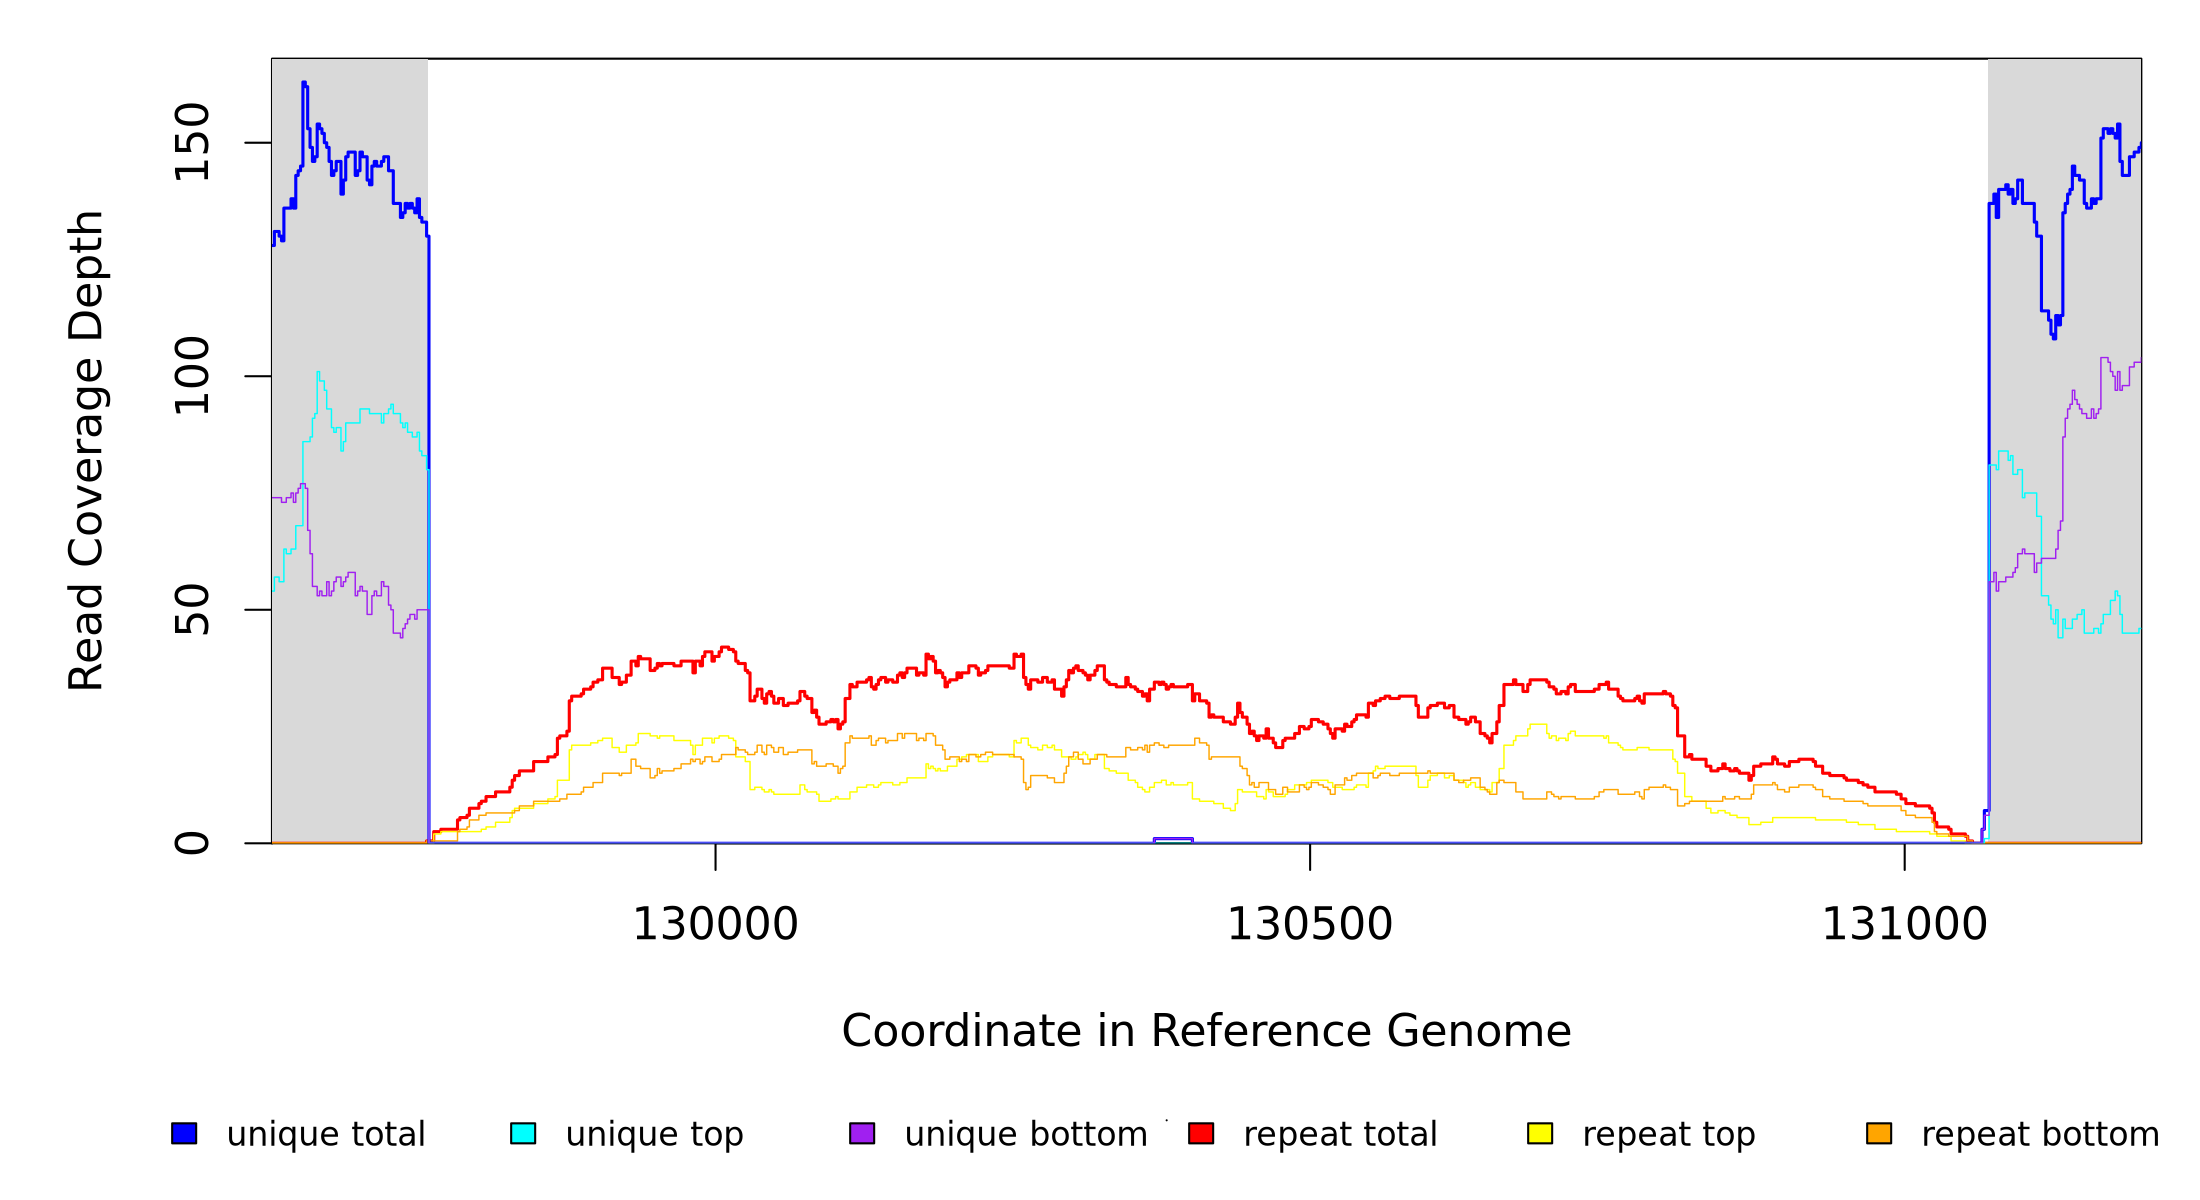 Read Coverage Depth
150
100
50
0
130000 130500 131000
Coordinate in Reference Genome
unique total unique top unique bottom repeat total repeat top repeat bottom